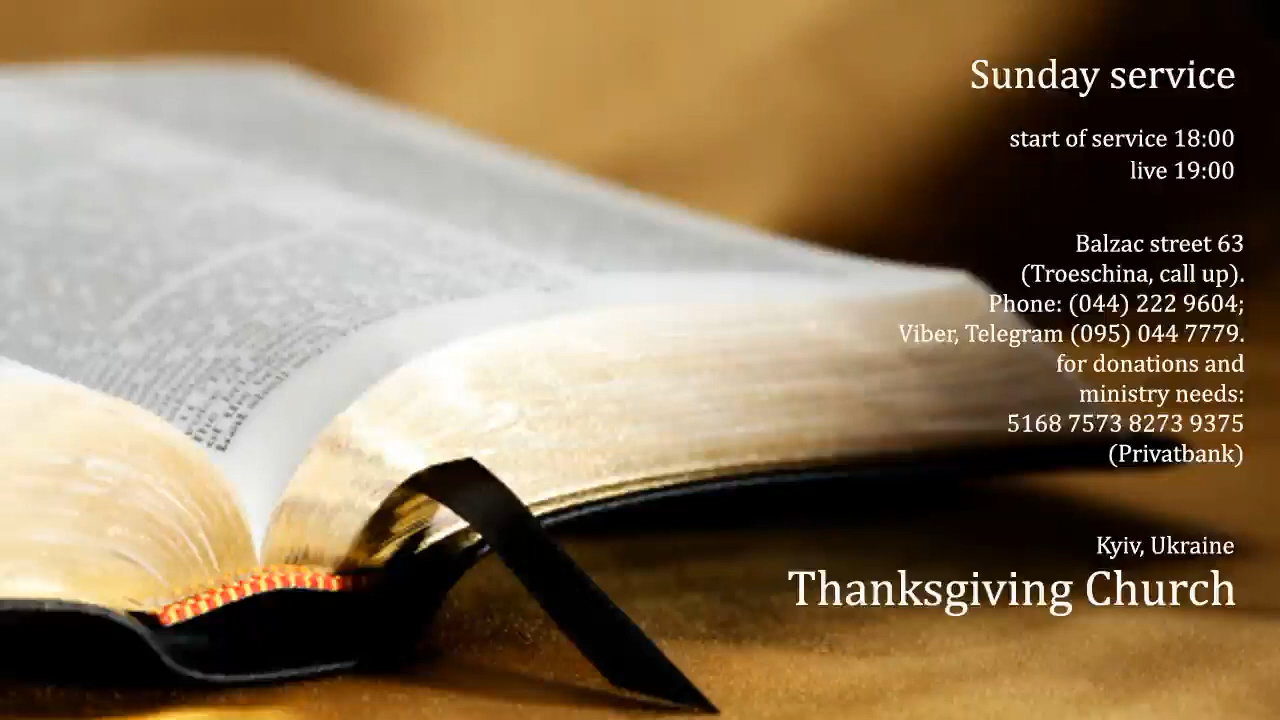 Sunday service
start of service 18:00
live 19:00
Balzac street 63
(Troeschina, call up).
Phone: (044) 222 9604;
Viber, Telegram (095) 044 7779.
for donations and
ministry needs:
5168 7573 8273 9375
(Privatbank)
Kyiv, Ukraine
Thanksgiving Church